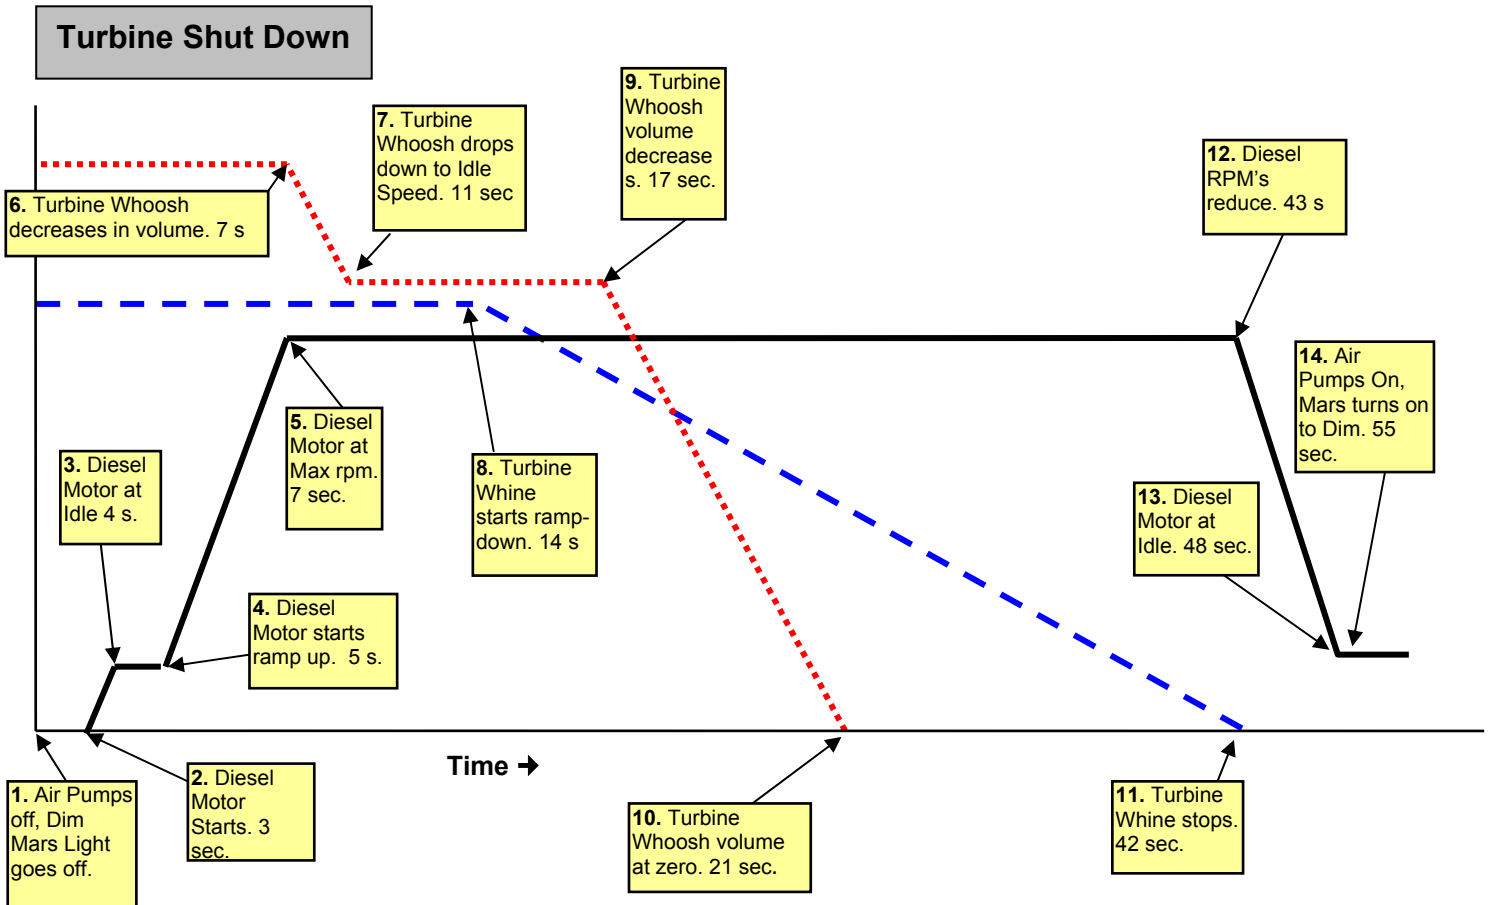 Turbine Shut Down
1. Air Pumps
off, Dim
Mars Light
goes off.
2. Diesel
Motor
Starts. 3
sec.
3. Diesel
Motor at
Idle 4 s.
4. Diesel
Motor starts
ramp up.  5 s.
5. Diesel
Motor at
Max rpm.
7 sec.
6. Turbine Whoosh
decreases in volume. 7 s
7. Turbine
Whoosh drops
down to Idle
Speed. 11 sec
8. Turbine
Whine
starts ramp-
down. 14 s
9. Turbine
Whoosh
volume
decrease
s. 17 sec.
10. Turbine
Whoosh volume
at zero. 21 sec.
11. Turbine
Whine stops.
42 sec.
12. Diesel
RPM’s
reduce. 43 s
13. Diesel
Motor at
Idle. 48 sec.
14. Air
Pumps On,
Mars turns on
to Dim. 55
sec.
Time ➔